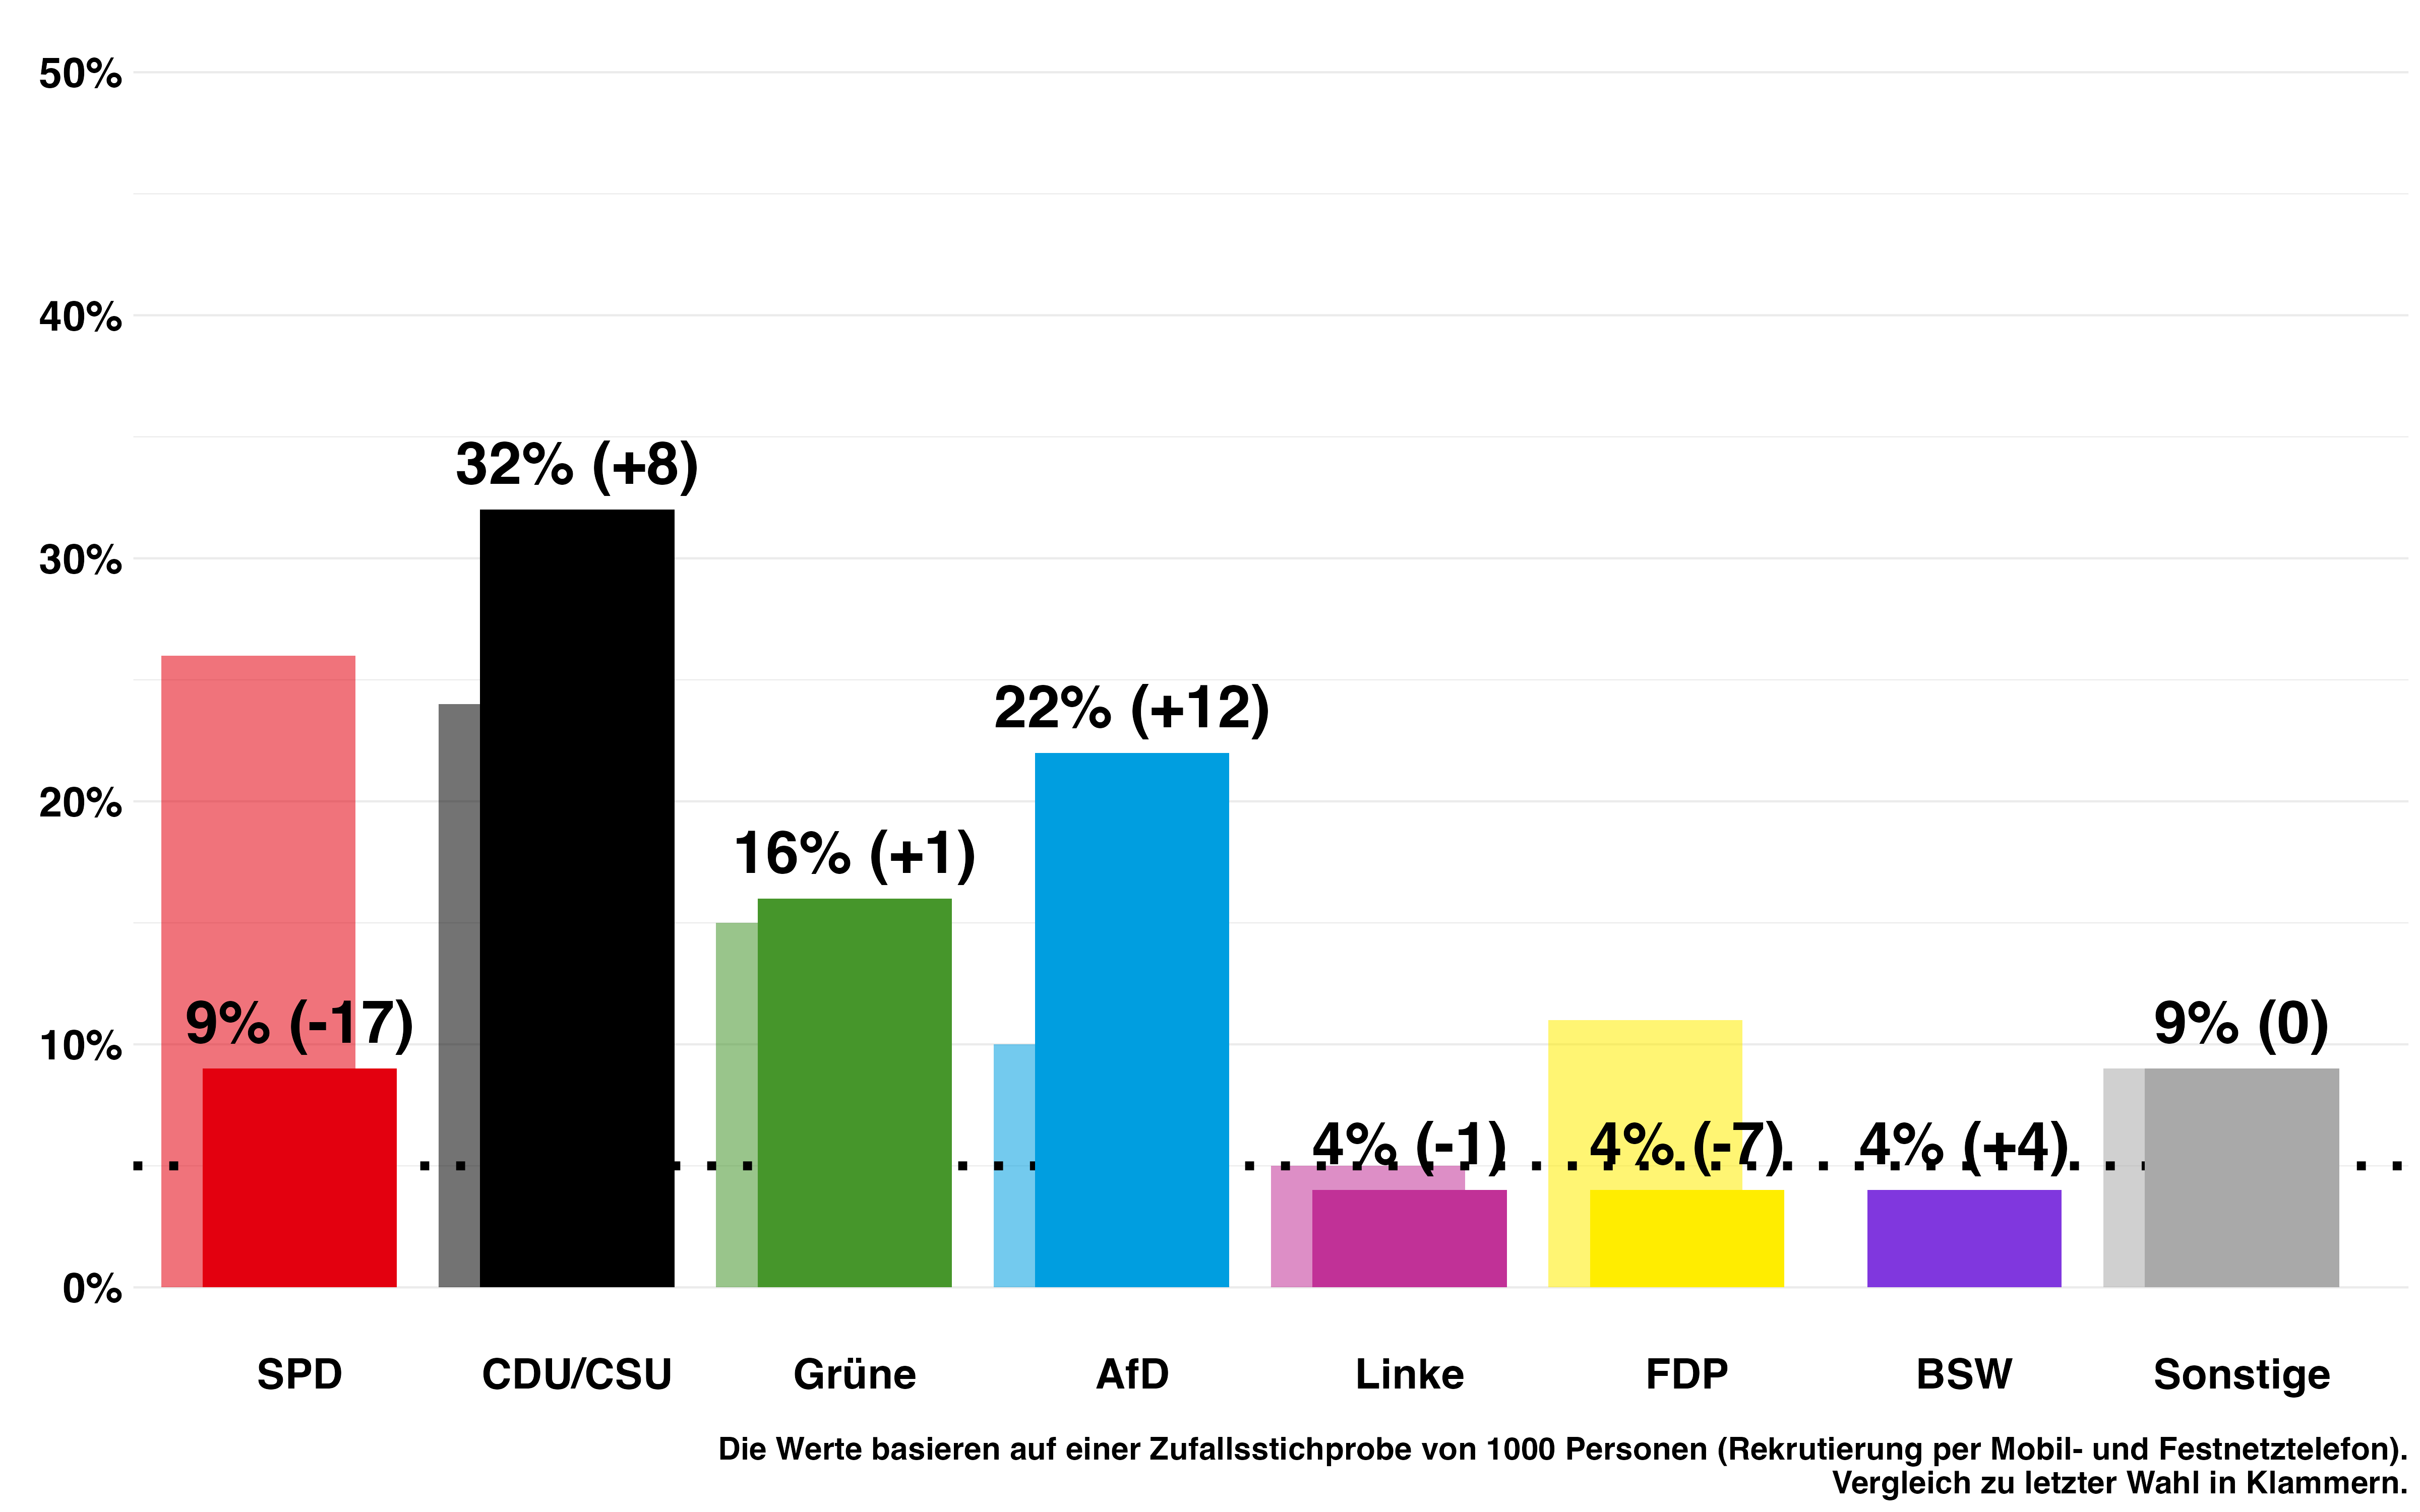 50%
40%
30%
20%
10%
0%
32% (+8)
22% (+12)
16% (+1)
9% (-17)
9% (0)
4% (-1)
4% (-7)
4% (+4)
SPD
CDU/CSU
Grüne
AfD
Linke
FDP
BSW
Sonstige
Die Werte basieren auf einer Zufallsstichprobe von 1000 Personen (Rekrutierung per Mobil- und Festnetztelefon).
Vergleich zu letzter Wahl in Klammern.